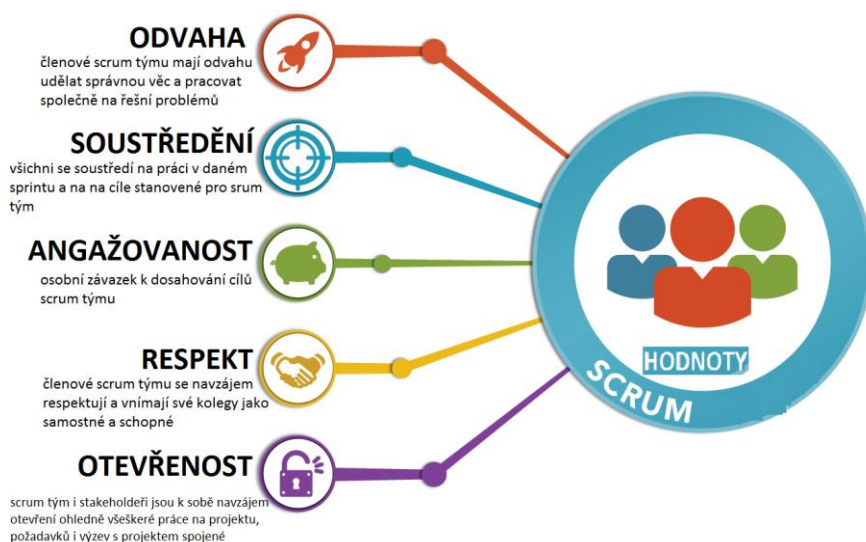 ODVAHA
členové scrum týmu mají odvahu
udělat správnou věc a pracovat
společně na řešní problémů
SOUSTŘEDĚNÍ
všichni se soustředí na práci v daném
sprintu a na na cíle stanovené pro srum
tým
ANGAŽOVANOST
osobní závazek k dosahování cílů
scrum týmu
RESPEKT
členové scrum týmu se navzájem
respektují a vnímají své kolegy jako
samostné a schopné
OTEVŘENOST
scrum tým i stakeholdeři jsou k sobě navzájem
otevření ohledně všeškeré práce na projektu,
požadavků i výzev s projektem spojené
HODNOTY
SCRUM